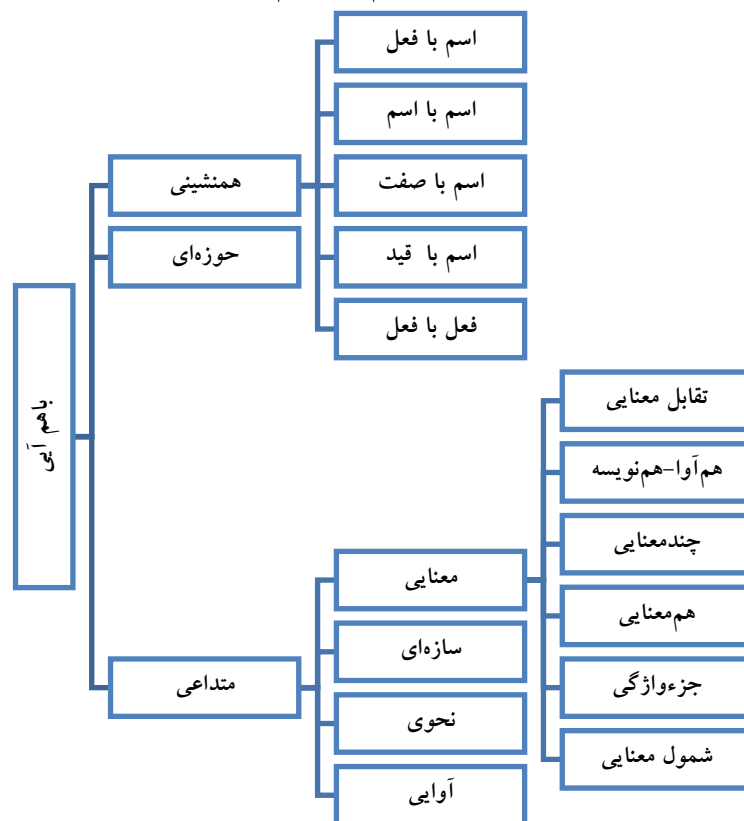 باهم آیی
همنشینی
اسم با فعل
اسم با اسم
اسم با صفت
اسم با قید
فعل با فعل
حوزه‌ای
متداعی
معنایی
تقابل معنایی
هم‌آوا-هم‌نویسه
چندمعنایی
هم‌معنایی
جزءواژگی
شمول معنایی
سازه‌ای
نحوی
آوایی